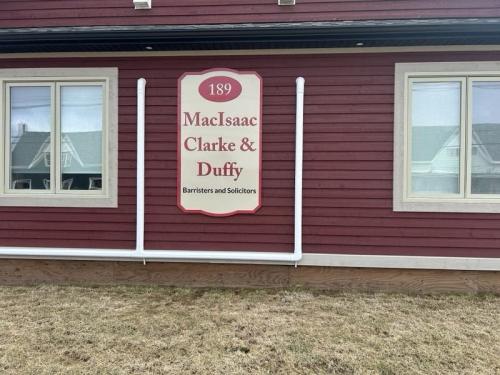 189
MacIsaac
Clarke &
Duffy
Barristers and Solicitors